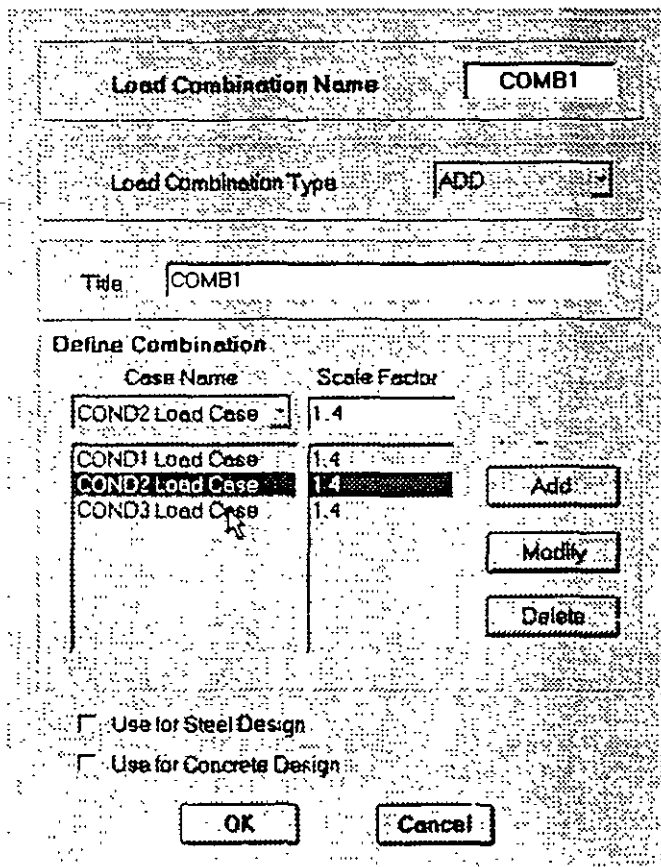 Load Combination Name COMB1
Load Combination Type ADD
Title COMB1
Define Combination
Case Name Scale Factor
COND2 Load Case 1.4
COND1 Load Case 1.4
COND2 Load Case 1.4
COND3 Load Case 1.4
Add
Modify
Delete
Use for Steel Design
Use for Concrete Design
OK Cancel